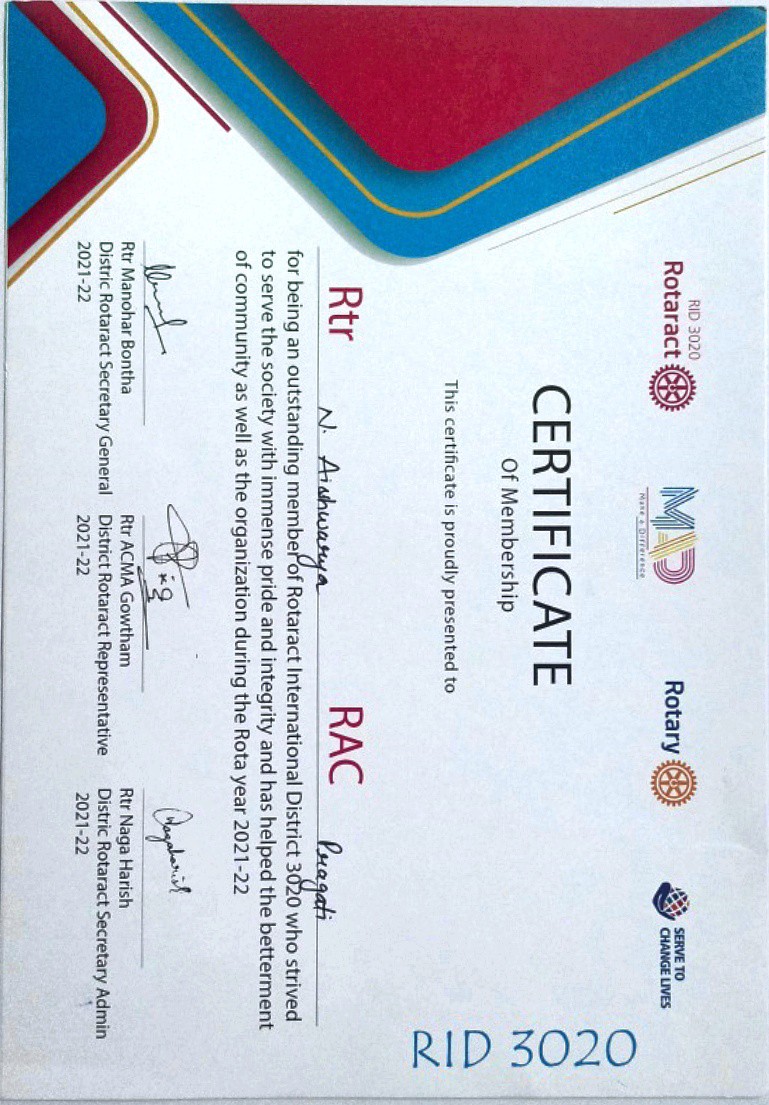 RID 3020
Rotaract
MAD
Make a Difference
Rotary
SERVE TO
CHANGE LIVES
RID 3020
CERTIFICATE
Of Membership
This certificate is proudly presented to
Rtr N. Aishwarya RAC Pragati
for being an outstanding member of Rotaract International District 3020 who strived
to serve the society with immense pride and integrity and has helped the betterment
of community as well as the organization during the Rota year 2021-22
Nagaharish
Rtr Manohar Bontha
Distric Rotaract Secretary General
2021-22
Rtr ACMA Gowtham
District Rotaract Representative
2021-22
Rtr Naga Harish
Distric Rotaract Secretary Admin
2021-22